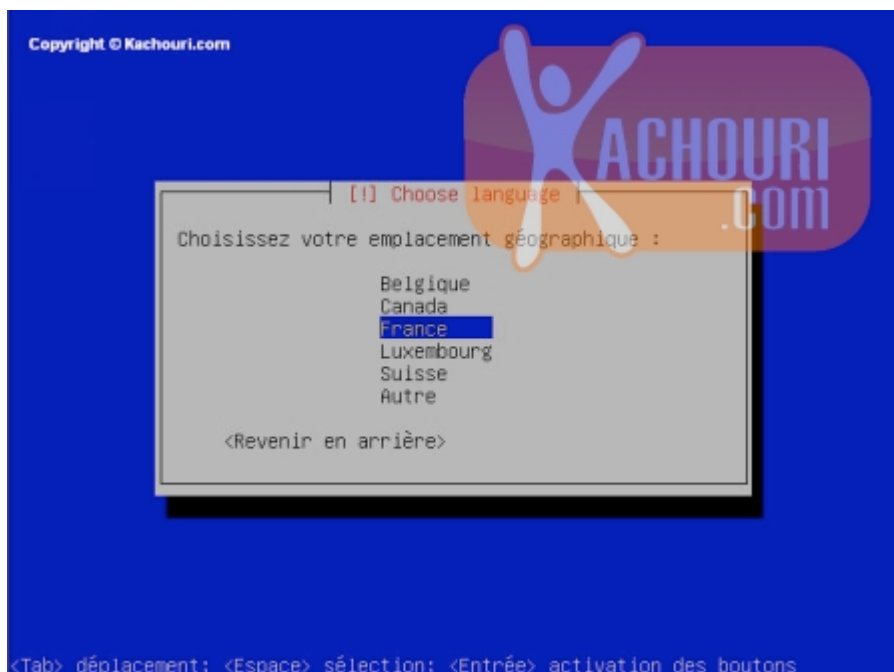 Copyright © Kachouri.com
KACHOURI
.com
[!] Choose language
Choisissez votre emplacement géographique :
Belgique
Canada
France
Luxembourg
Suisse
Autre
<Revenir en arrière>
<Tab> déplacement; <Espace> sélection; <Entrée> activation des boutons